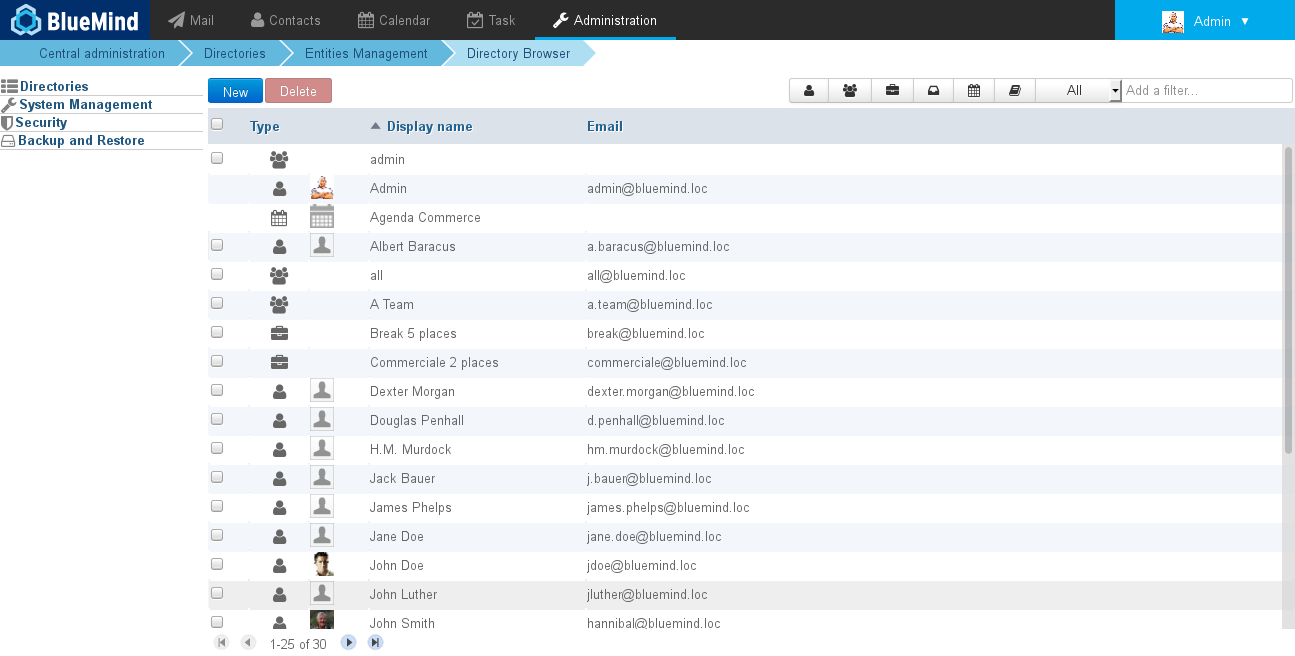 BlueMind Mail Contacts Calendar Task Administration Admin ▼
Central administration Directories Entities Management Directory Browser
Directories
System Management
Security
Backup and Restore
New Delete All Add a filter...
Type Display name Email
admin
Admin admin@bluemind.loc
Agenda Commerce
Albert Baracus a.baracus@bluemind.loc
all all@bluemind.loc
A Team a.team@bluemind.loc
Break 5 places break@bluemind.loc
Commerciale 2 places commerciale@bluemind.loc
Dexter Morgan dexter.morgan@bluemind.loc
Douglas Penhall d.penhall@bluemind.loc
H.M. Murdock hm.murdock@bluemind.loc
Jack Bauer j.bauer@bluemind.loc
James Phelps james.phelps@bluemind.loc
Jane Doe jane.doe@bluemind.loc
John Doe jdoe@bluemind.loc
John Luther jluther@bluemind.loc
John Smith hannibal@bluemind.loc
1-25 of 30